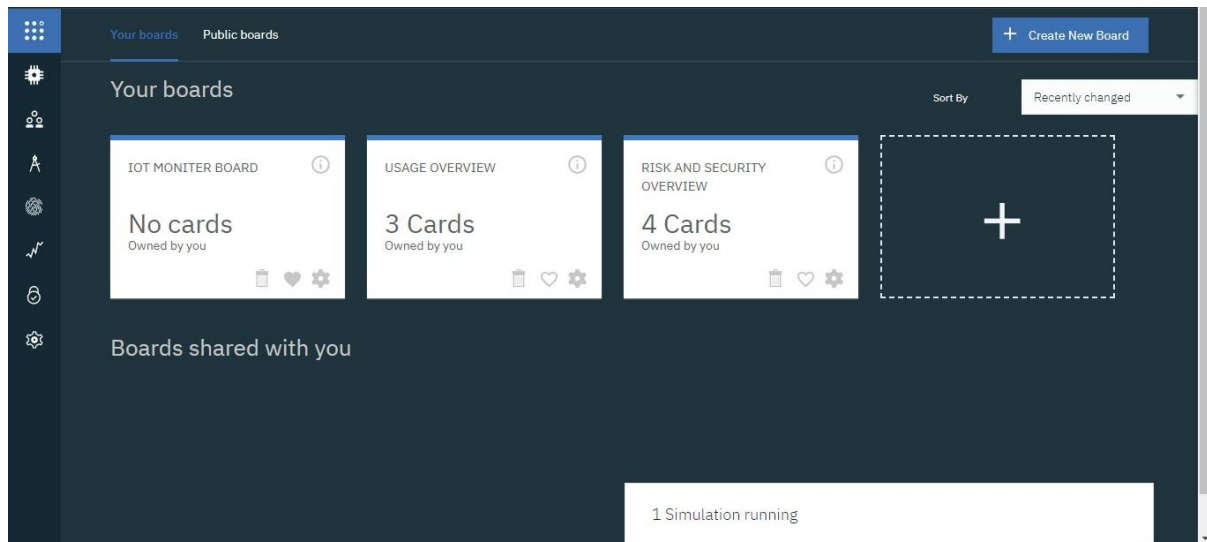 Your boards
Public boards
+ Create New Board
Your boards
Sort By
Recently changed
IOT MONITER BOARD
No cards
Owned by you
USAGE OVERVIEW
3 Cards
Owned by you
RISK AND SECURITY
OVERVIEW
4 Cards
Owned by you
Boards shared with you
1 Simulation running